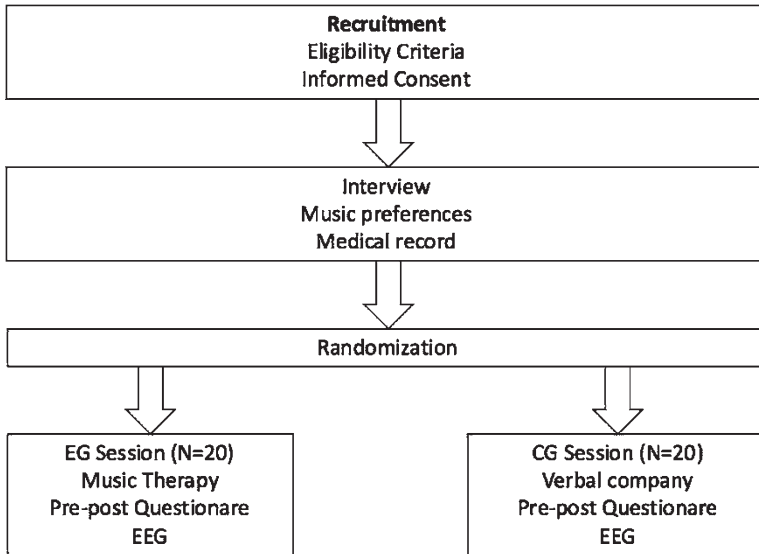 Recruitment
Eligibility Criteria
Informed Consent
Interview
Music preferences
Medical record
Randomization
EG Session (N=20)
Music Therapy
Pre-post Questionare
EEG
CG Session (N=20)
Verbal company
Pre-post Questionare
EEG